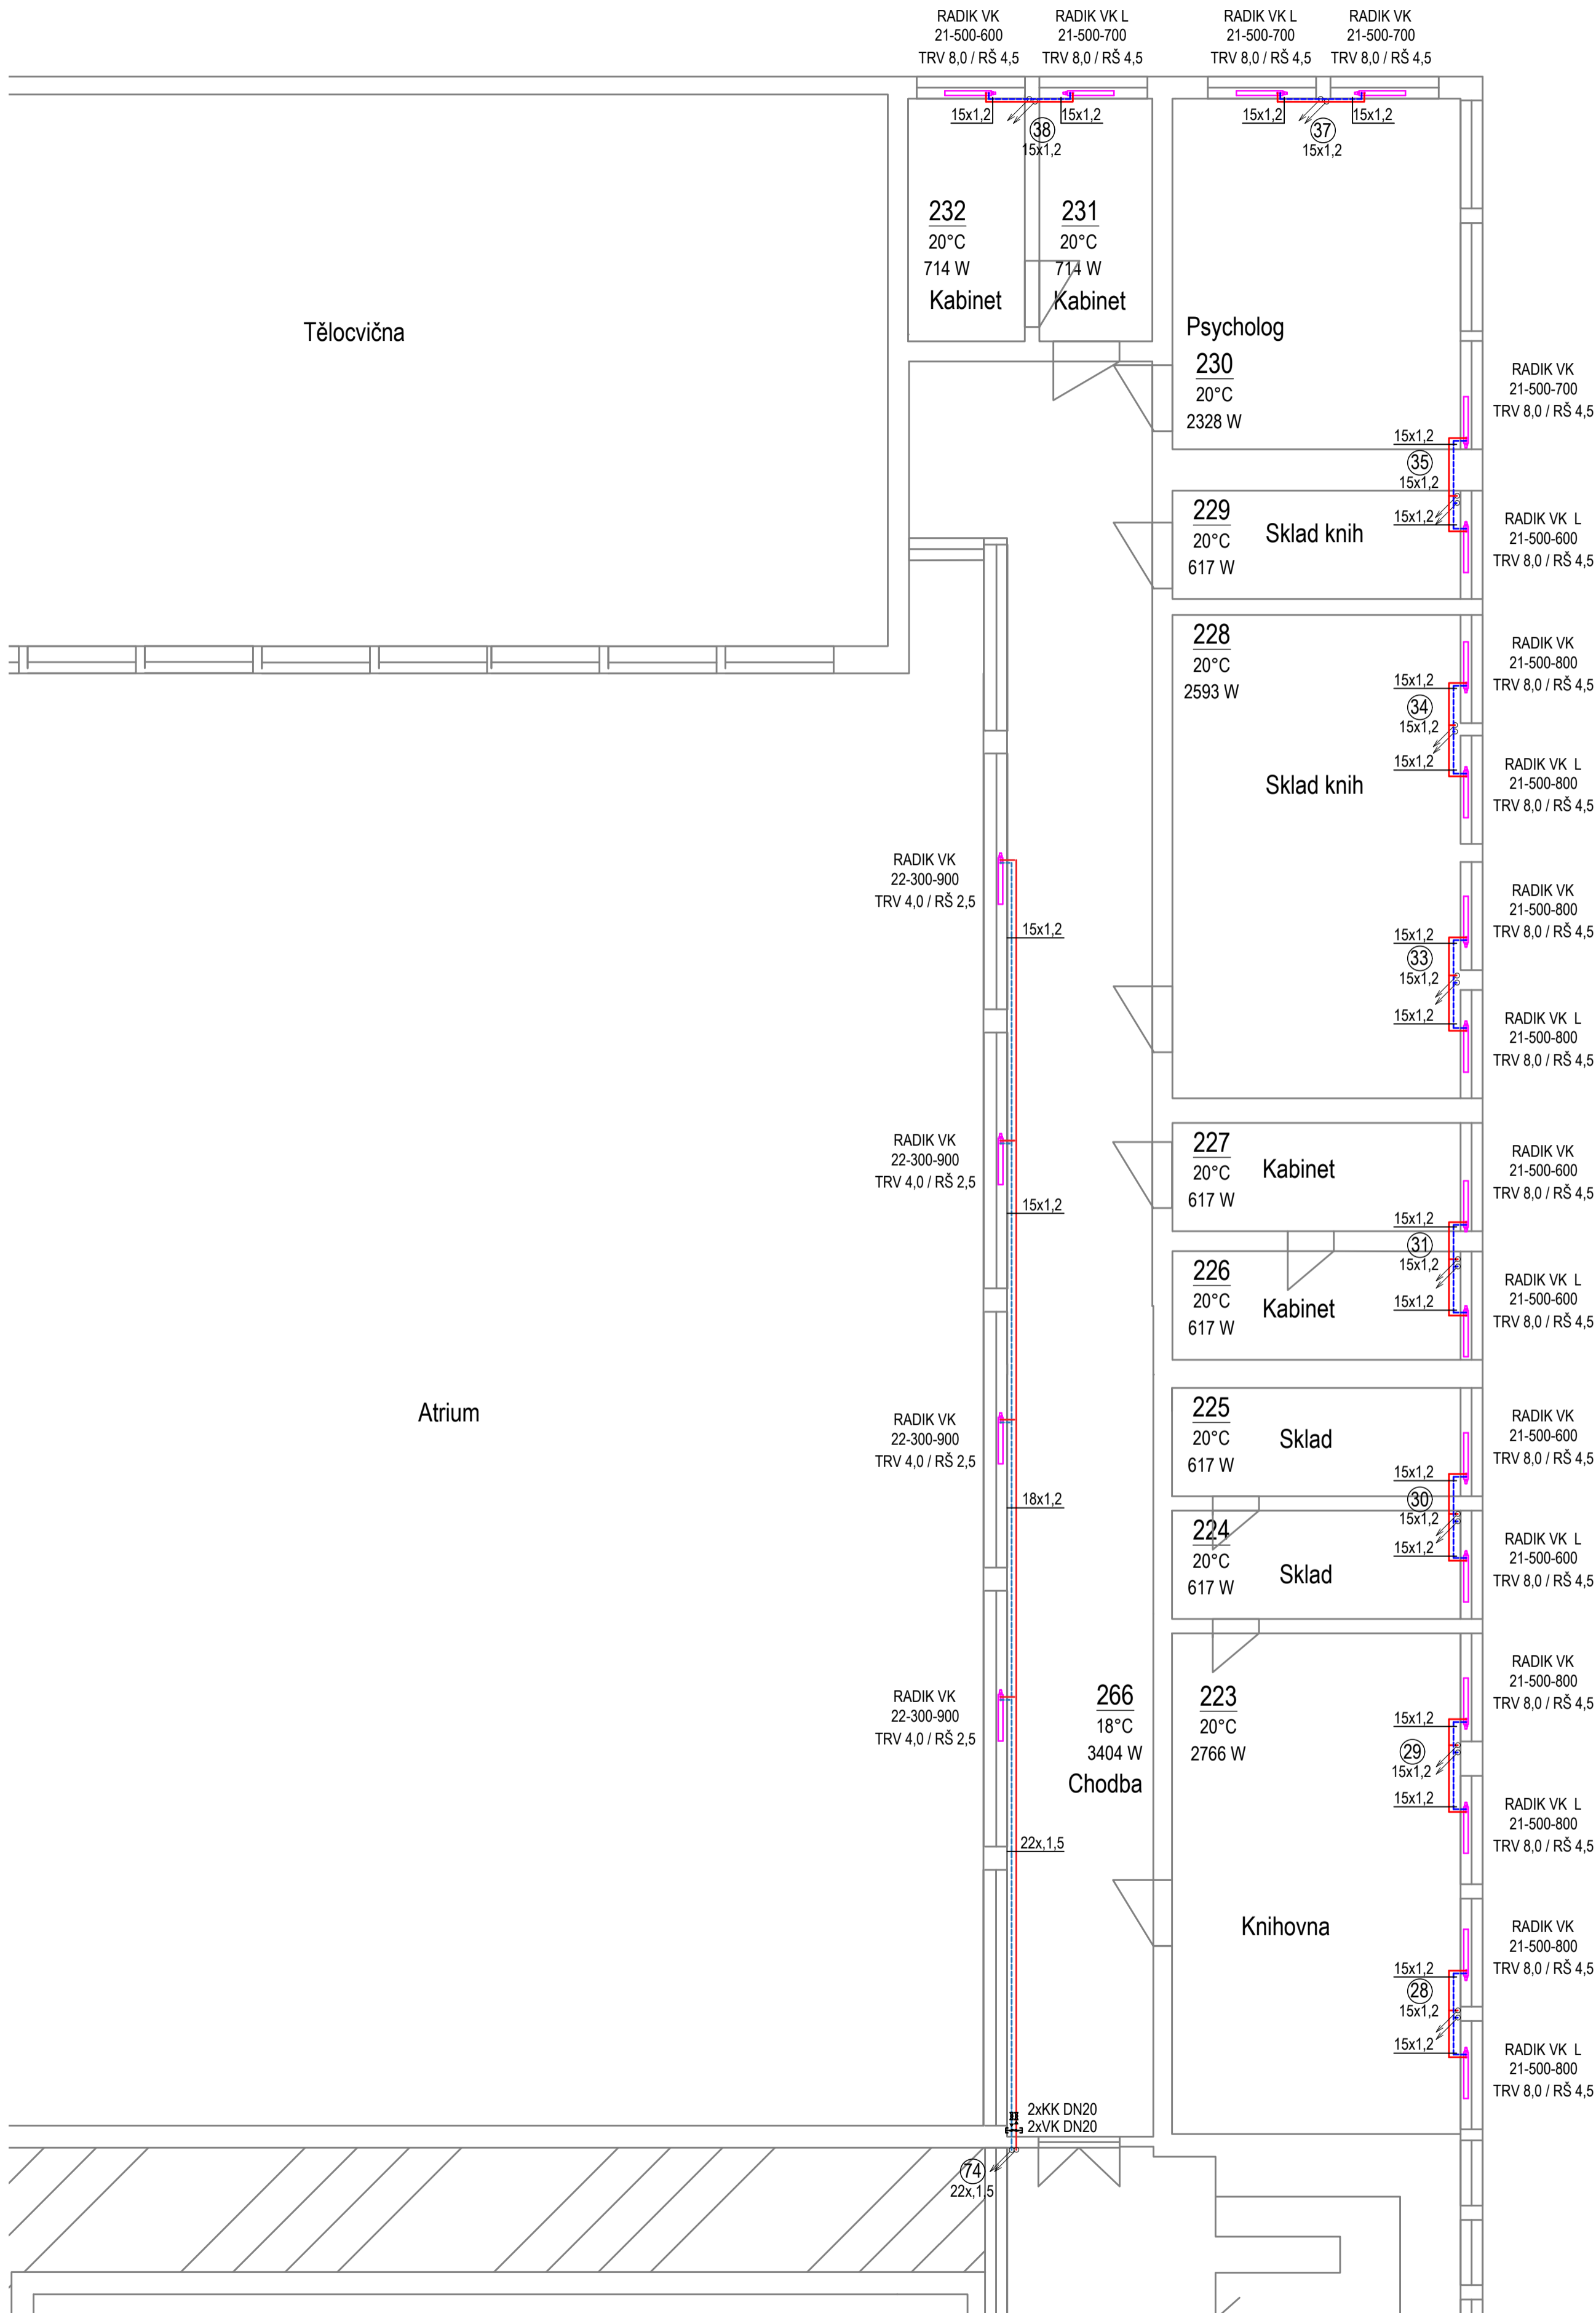 RADIK VK
21-500-600
TRV 8,0 / RŠ 4,5
RADIK VK L
21-500-700
TRV 8,0 / RŠ 4,5
RADIK VK L
21-500-700
TRV 8,0 / RŠ 4,5
RADIK VK
21-500-700
TRV 8,0 / RŠ 4,5
15x1,2
38
15x1,2
15x1,2
15x1,2
37
15x1,2
15x1,2
232
20°C
714 W
Kabinet
231
20°C
714 W
Kabinet
Tělocvična
Psycholog
230
20°C
2328 W
RADIK VK
21-500-700
TRV 8,0 / RŠ 4,5
15x1,2
35
15x1,2
15x1,2
229
20°C
617 W
Sklad knih
RADIK VK L
21-500-600
TRV 8,0 / RŠ 4,5
228
20°C
2593 W
Sklad knih
RADIK VK
21-500-800
TRV 8,0 / RŠ 4,5
15x1,2
34
15x1,2
15x1,2
RADIK VK L
21-500-800
TRV 8,0 / RŠ 4,5
RADIK VK
22-300-900
TRV 4,0 / RŠ 2,5
15x1,2
RADIK VK
21-500-800
TRV 8,0 / RŠ 4,5
15x1,2
33
15x1,2
15x1,2
RADIK VK L
21-500-800
TRV 8,0 / RŠ 4,5
RADIK VK
22-300-900
TRV 4,0 / RŠ 2,5
15x1,2
227
20°C
617 W
Kabinet
RADIK VK
21-500-600
TRV 8,0 / RŠ 4,5
15x1,2
31
15x1,2
15x1,2
226
20°C
617 W
Kabinet
RADIK VK L
21-500-600
TRV 8,0 / RŠ 4,5
Atrium
RADIK VK
22-300-900
TRV 4,0 / RŠ 2,5
18x1,2
225
20°C
617 W
Sklad
RADIK VK
21-500-600
TRV 8,0 / RŠ 4,5
15x1,2
30
15x1,2
15x1,2
224
20°C
617 W
Sklad
RADIK VK L
21-500-600
TRV 8,0 / RŠ 4,5
RADIK VK
22-300-900
TRV 4,0 / RŠ 2,5
266
18°C
3404 W
Chodba
223
20°C
2766 W
RADIK VK
21-500-800
TRV 8,0 / RŠ 4,5
15x1,2
29
15x1,2
15x1,2
RADIK VK L
21-500-800
TRV 8,0 / RŠ 4,5
22x,1,5
Knihovna
RADIK VK
21-500-800
TRV 8,0 / RŠ 4,5
15x1,2
28
15x1,2
15x1,2
RADIK VK L
21-500-800
TRV 8,0 / RŠ 4,5
2xKK DN20
2xVK DN20
74
22x,1,5